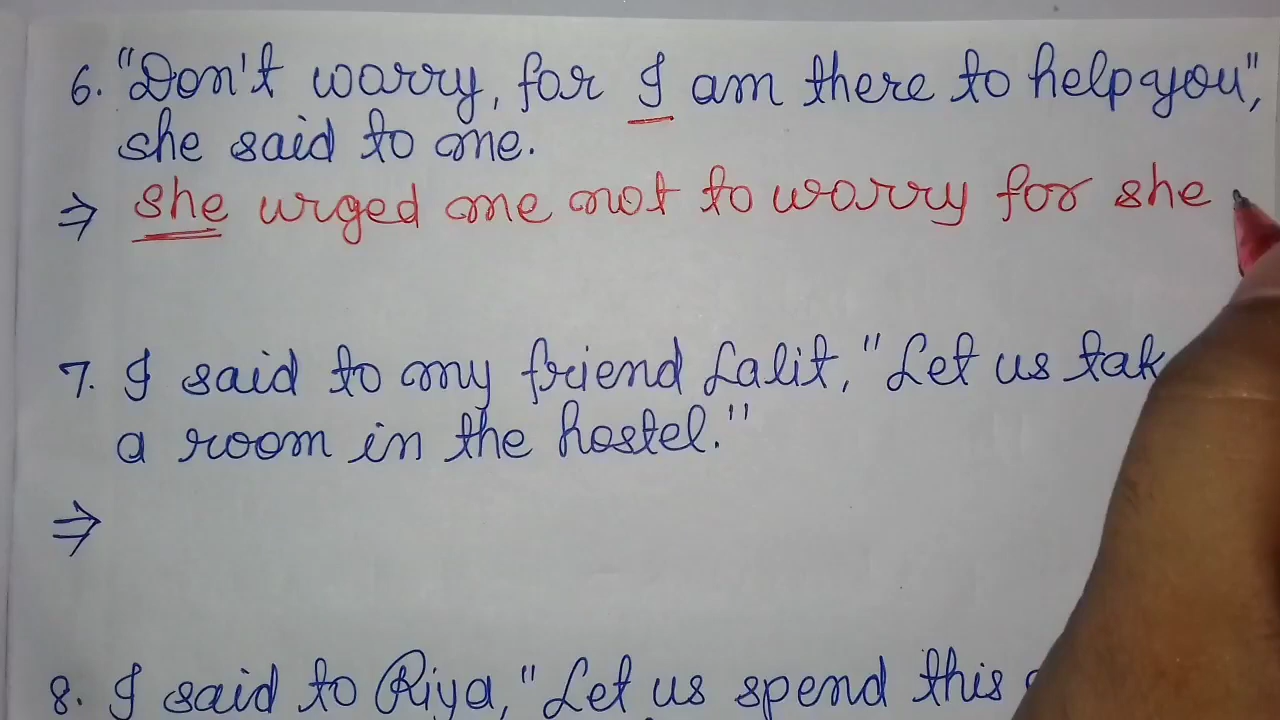 6. "Don't worry, for I am there to help you",
she said to me.
⇒ she urged me not to worry for she
7. I said to my friend Lalit, "Let us tak
a room in the hostel."
⇒
8. I said to Riya, "Let us spend this